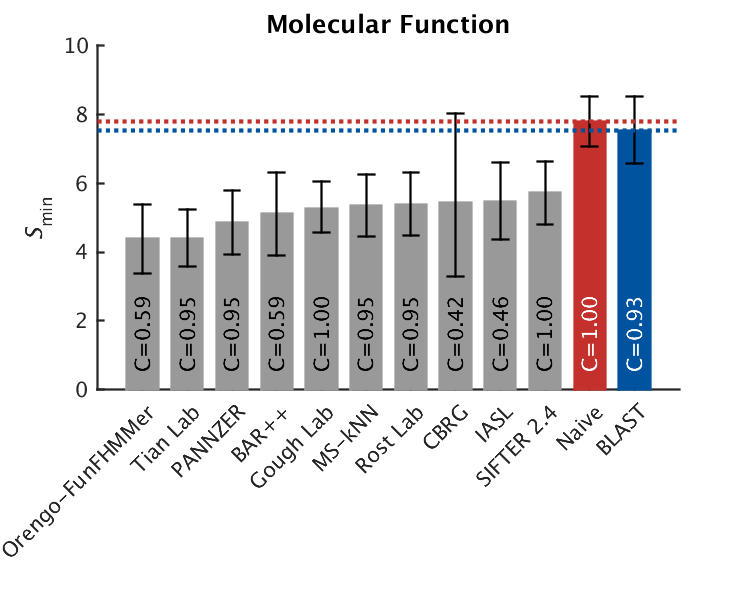 Molecular Function
10
8
6
4
2
0
Smin
C=0.59
C=0.95
C=0.95
C=0.59
C=1.00
C=0.95
C=0.95
C=0.42
C=0.46
C=1.00
C=1.00
C=0.93
Orengo-FunFHMMer
Tian Lab
PANNZER
BAR++
Gough Lab
MS-kNN
Rost Lab
CBRG
IASL
SIFTER 2.4
Naive
BLAST